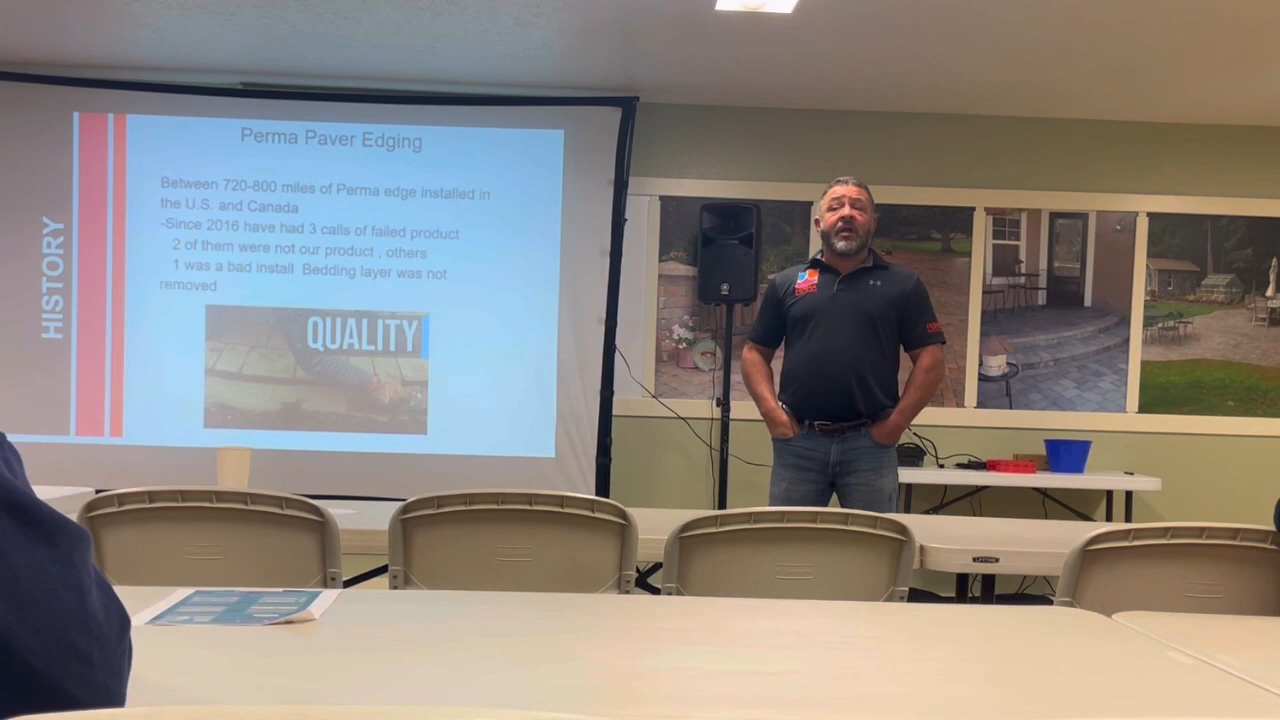 Perma Paver Edging
HISTORY
Between 720-800 miles of Perma edge installed in
the U.S. and Canada
-Since 2016 have had 3 calls of failed product
2 of them were not our product , others
1 was a bad install Bedding layer was not
removed
QUALITY
LIFETIME